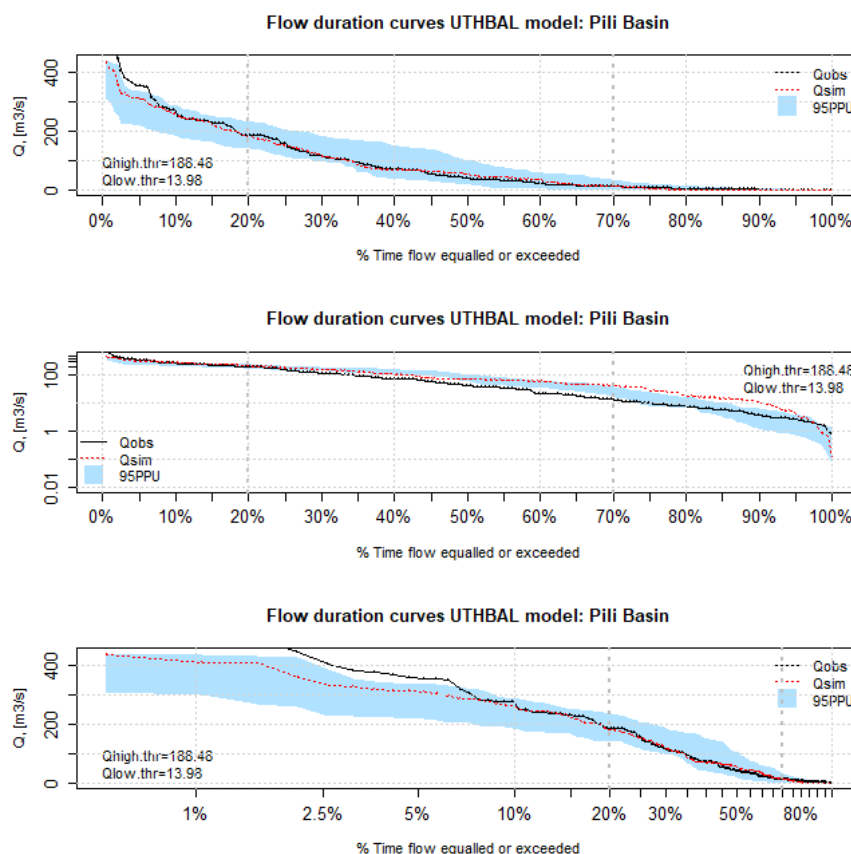 Flow duration curves UTHBAL model: Pili Basin
Q, [m3/s]
400
200
0
Qobs
Qsim
95PPU
Qhigh.thr=188.48
Qlow.thr=13.98
0% 10% 20% 30% 40% 50% 60% 70% 80% 90% 100%
% Time flow equalled or exceeded
Flow duration curves UTHBAL model: Pili Basin
Q, [m3/s]
100
1
0.01
Qhigh.thr=188.48
Qlow.thr=13.98
Qobs
Qsim
95PPU
0% 10% 20% 30% 40% 50% 60% 70% 80% 90% 100%
% Time flow equalled or exceeded
Flow duration curves UTHBAL model: Pili Basin
Q, [m3/s]
400
200
0
Qobs
Qsim
95PPU
Qhigh.thr=188.48
Qlow.thr=13.98
1% 2.5% 5% 10% 20% 30% 50% 80%
% Time flow equalled or exceeded